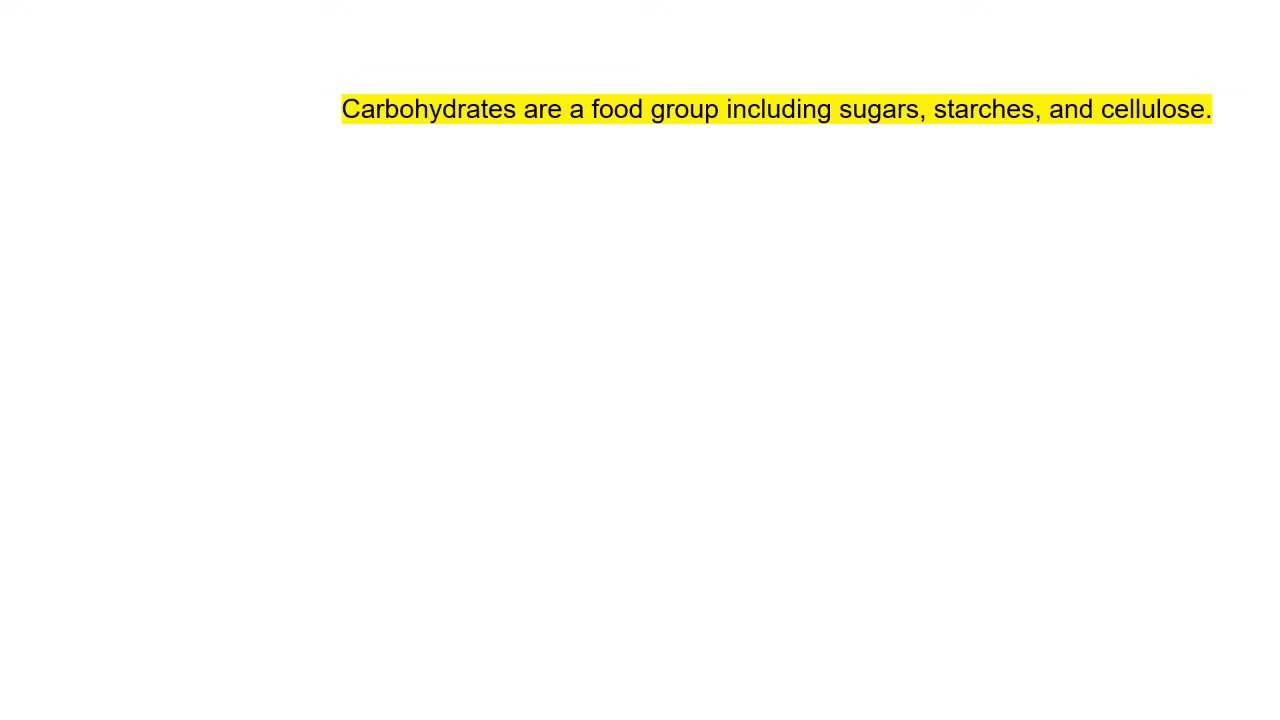 Carbohydrates are a food group including sugars, starches, and cellulose.